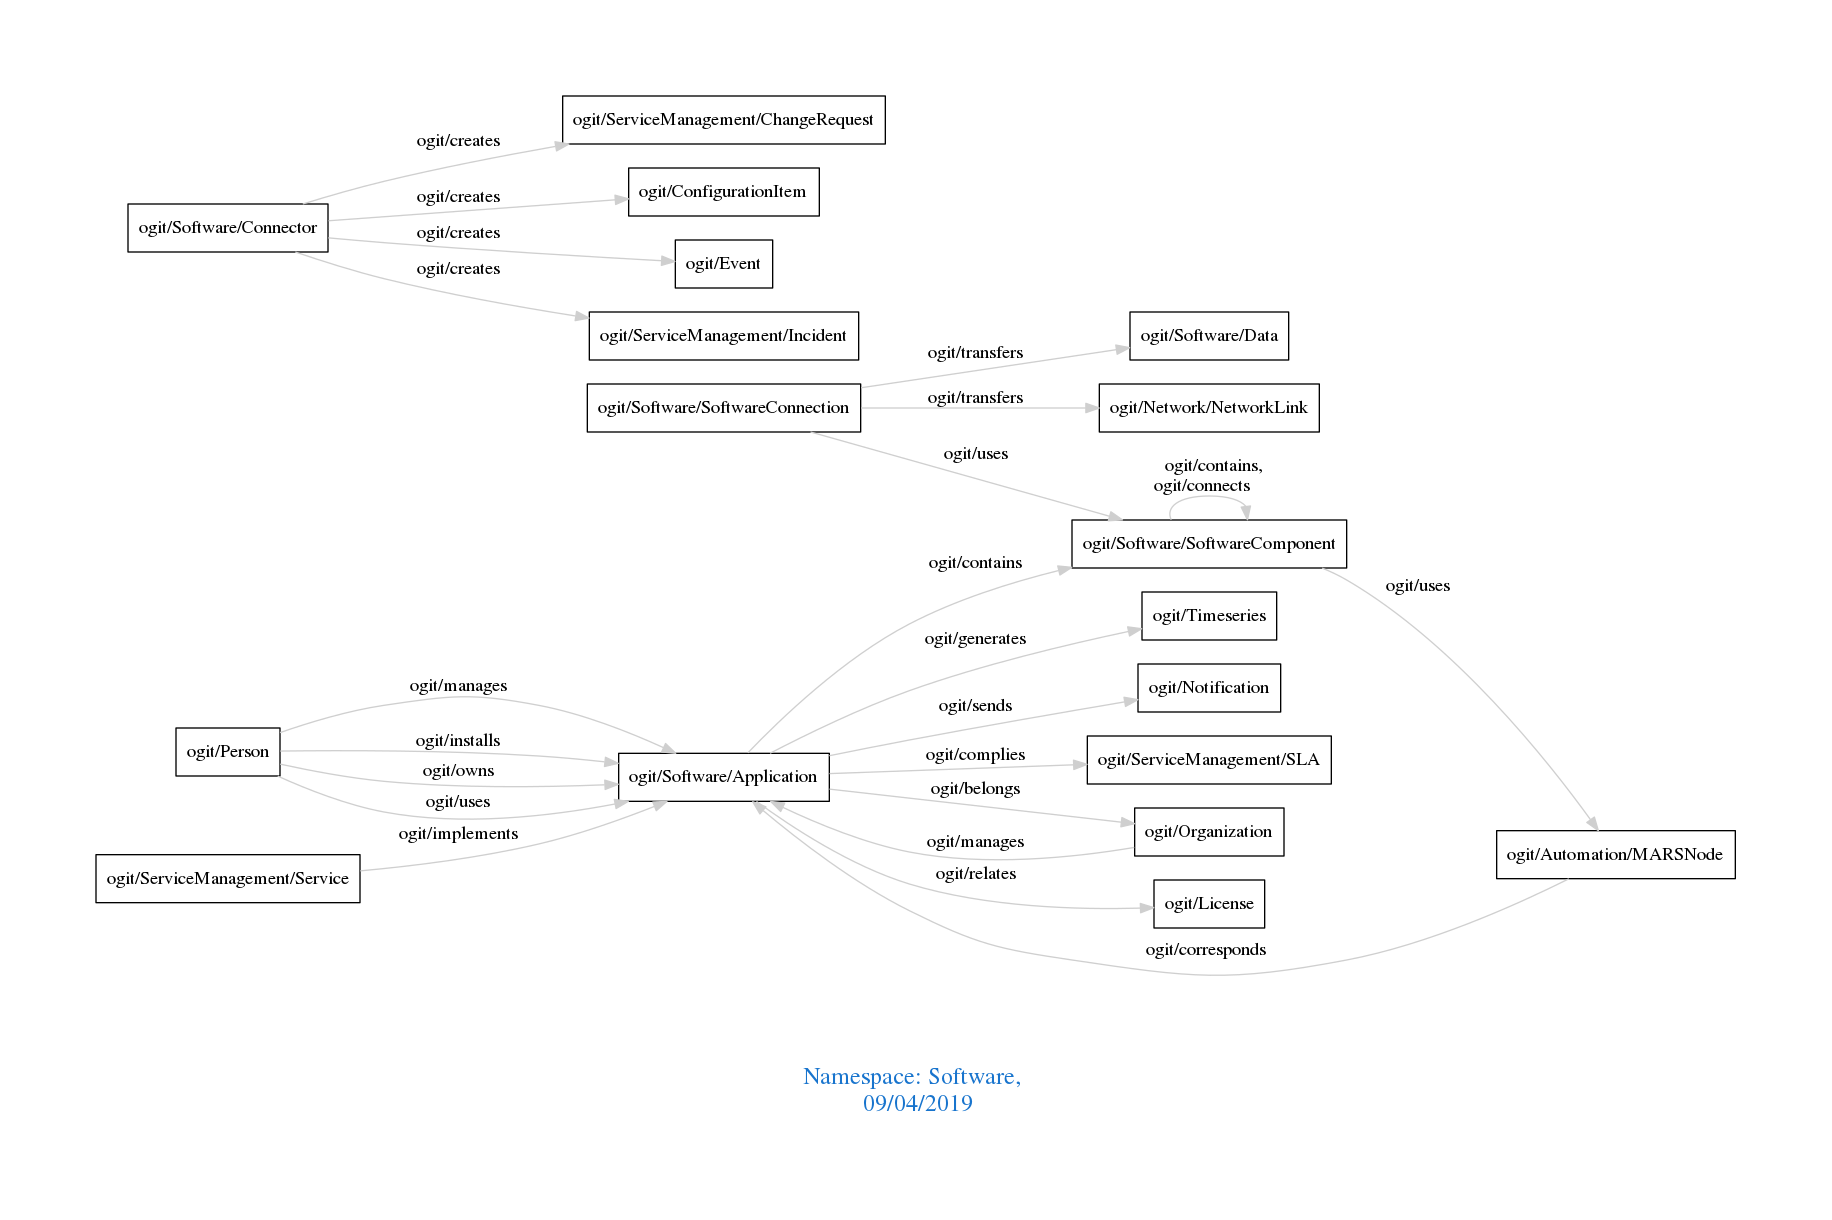 ogit/ServiceManagement/ChangeRequest
ogit/creates
ogit/ConfigurationItem
ogit/creates
ogit/Software/Connector
ogit/creates
ogit/Event
ogit/creates
ogit/ServiceManagement/Incident
ogit/Software/Data
ogit/transfers
ogit/transfers
ogit/Software/SoftwareConnection
ogit/Network/NetworkLink
ogit/uses
ogit/contains,
ogit/connects
ogit/Software/SoftwareComponent
ogit/contains
ogit/uses
ogit/Timeseries
ogit/generates
ogit/manages
ogit/Notification
ogit/sends
ogit/installs
ogit/Person
ogit/complies
ogit/ServiceManagement/SLA
ogit/owns
ogit/Software/Application
ogit/belongs
ogit/uses
ogit/implements
ogit/Organization
ogit/manages
ogit/Automation/MARSNode
ogit/relates
ogit/ServiceManagement/Service
ogit/License
ogit/corresponds
Namespace: Software,
09/04/2019